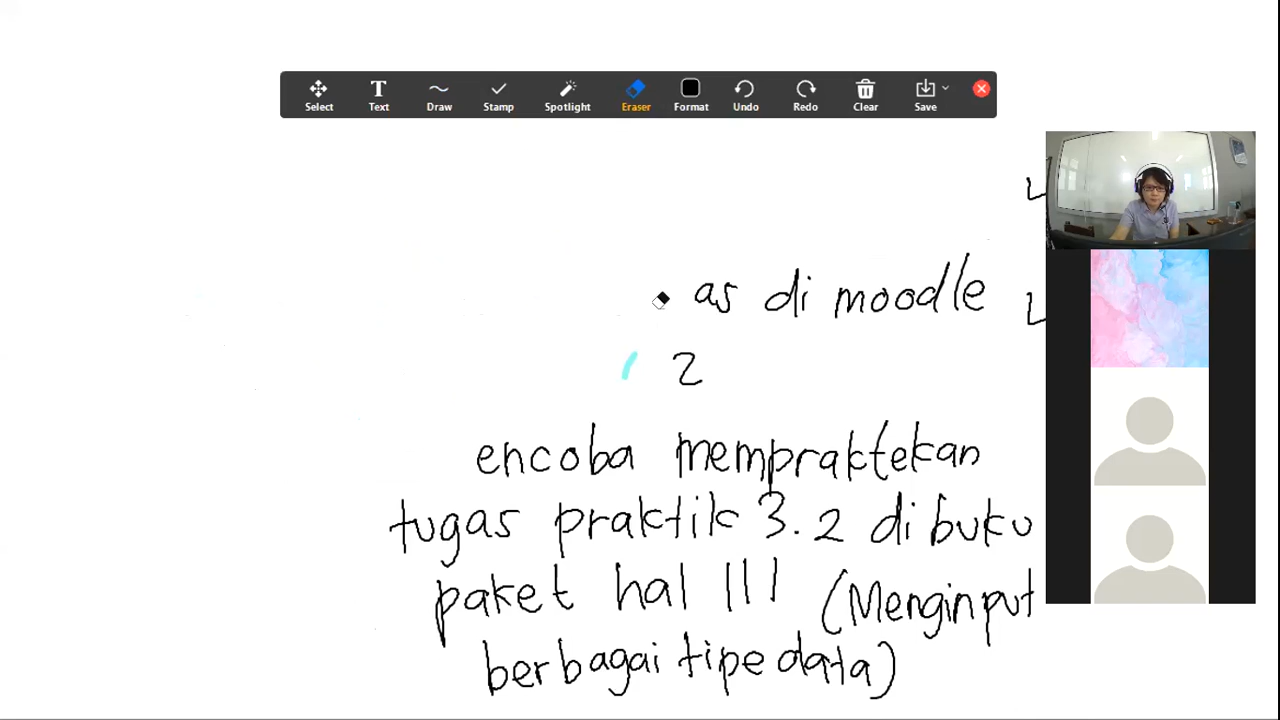 Select Text Draw Stamp Spotlight Eraser Format Undo Redo Clear Save
as di moodle
2
encoba mempraktekan
tugas praktik 3.2 di buku
paket hal 111 (Menginput
berbagai tipe data)